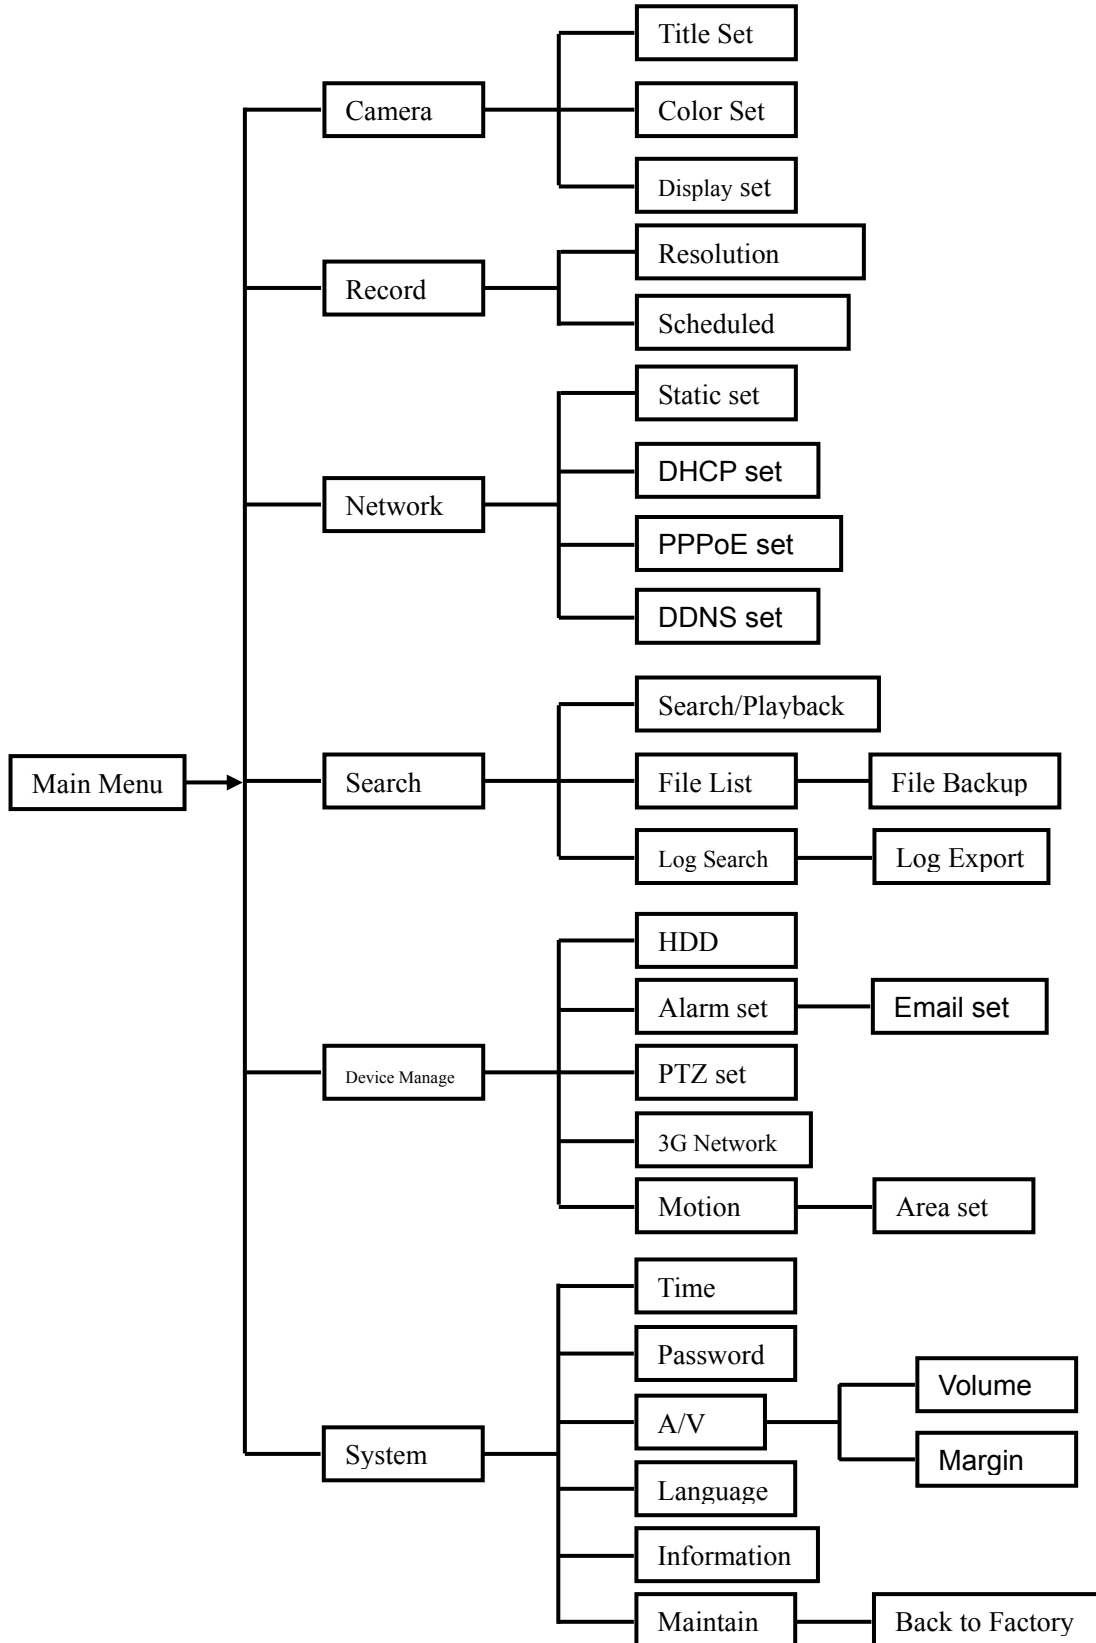 Title Set
Camera
Color Set
Display set
Resolution
Record
Scheduled
Static set
DHCP set
Network
PPPoE set
DDNS set
Search/Playback
Main Menu
Search
File List
File Backup
Log Search
Log Export
HDD
Alarm set
Email set
Device Manage
PTZ set
3G Network
Motion
Area set
Time
Password
Volume
A/V
Margin
System
Language
Information
Maintain
Back to Factory